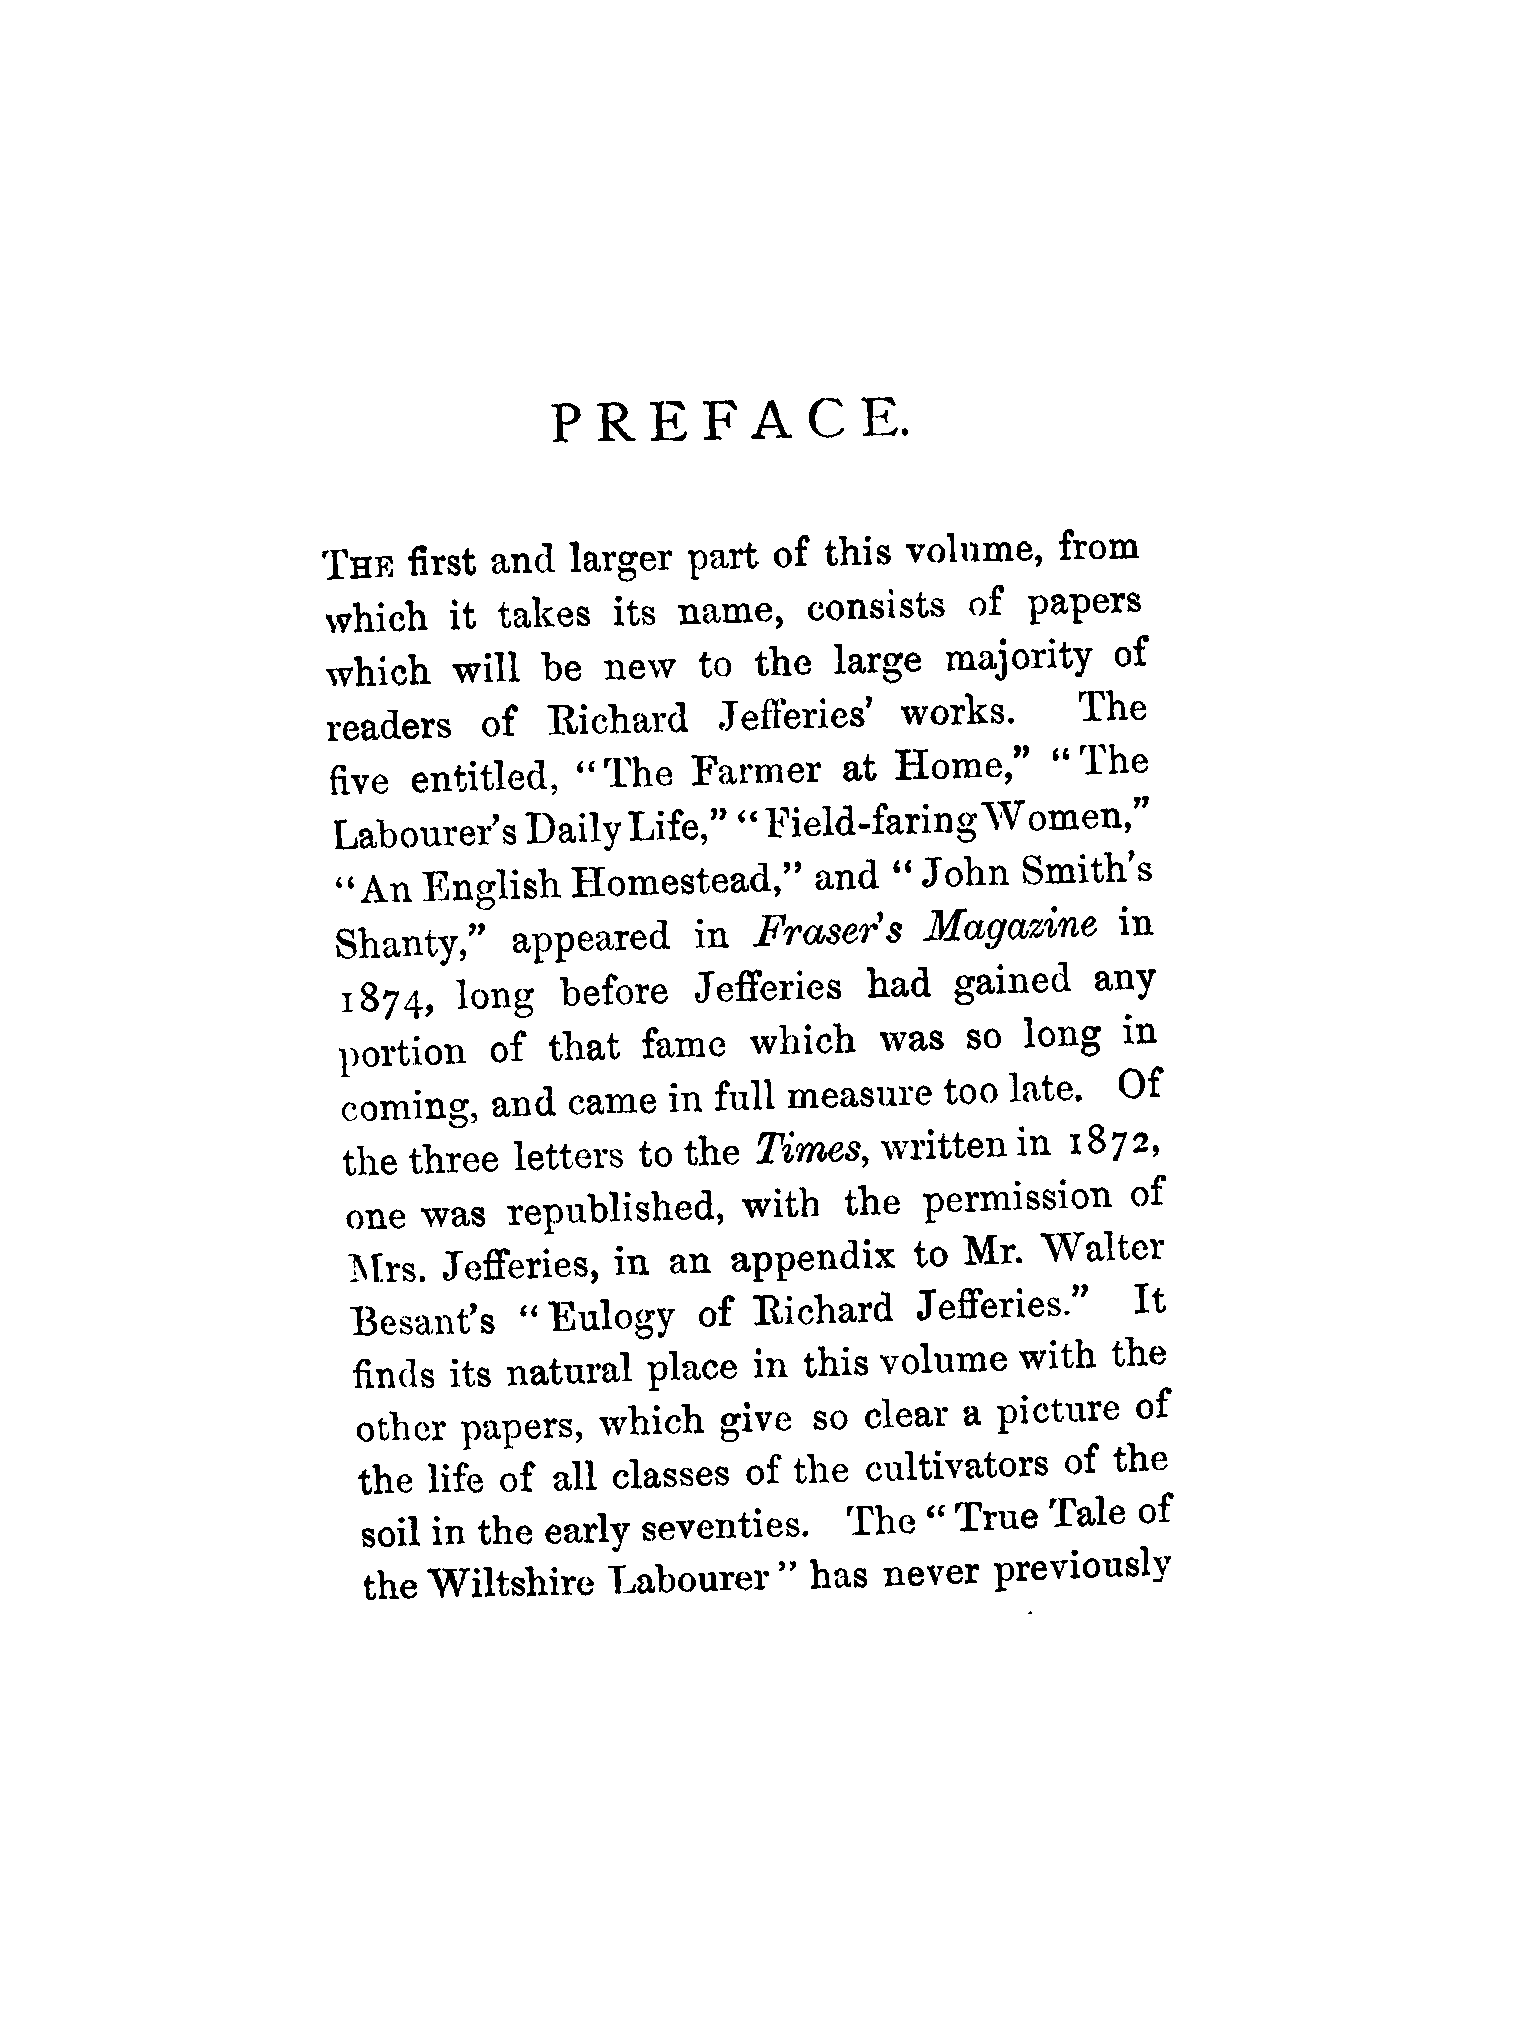 PREFACE.
THE first and larger part of this volume, from
which it takes its name, consists of papers
which will be new to the large majority of
readers of Richard Jefferies' works. The
five entitled, “The Farmer at Home,” “The
Labourer's Daily Life,” “Field-faring Women,”
“An English Homestead,” and “John Smith's
Shanty,” appeared in Fraser's Magazine in
1874, long before Jefferies had gained any
portion of that fame which was so long in
coming, and came in full measure too late. Of
the three letters to the Times, written in 1872,
one was republished, with the permission of
Mrs. Jefferies, in an appendix to Mr. Walter
Besant's “Eulogy of Richard Jefferies.” It
finds its natural place in this volume with the
other papers, which give so clear a picture of
the life of all classes of the cultivators of the
soil in the early seventies. The “True Tale of
the Wiltshire Labourer” has never previously